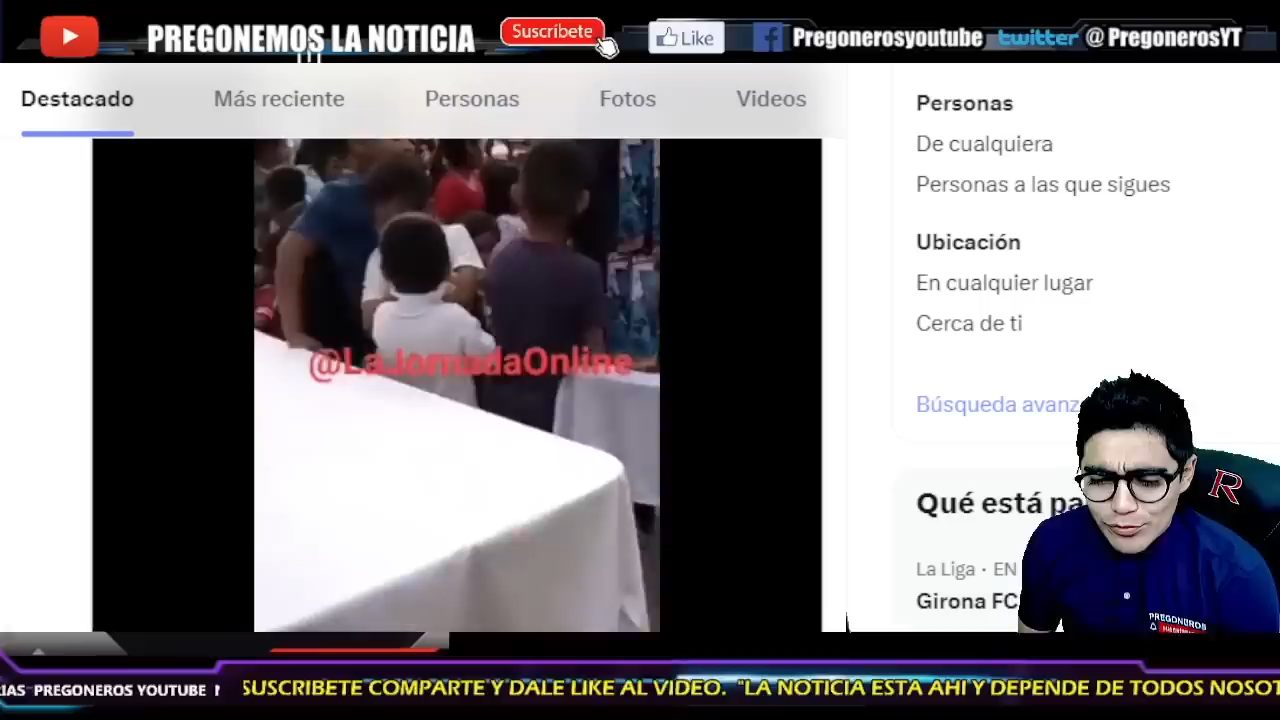 PREGONEMOS LA NOTICIA
Suscríbete
Like
Pregonerosyoutube
twitter @PregonerosYT
Destacado
Más reciente
Personas
Fotos
Videos
Personas
De cualquiera
Personas a las que sigues
Ubicación
En cualquier lugar
Cerca de ti
Búsqueda avanz
@LaJornadaOnline
Qué está pa
La Liga · EN
Girona FC
R
PREGONEROS
IAS PREGONEROS YOUTUBE
SUSCRIBETE COMPARTE Y DALE LIKE AL VIDEO. "LA NOTICIA ESTA AHI Y DEPENDE DE TODOS NOSOT